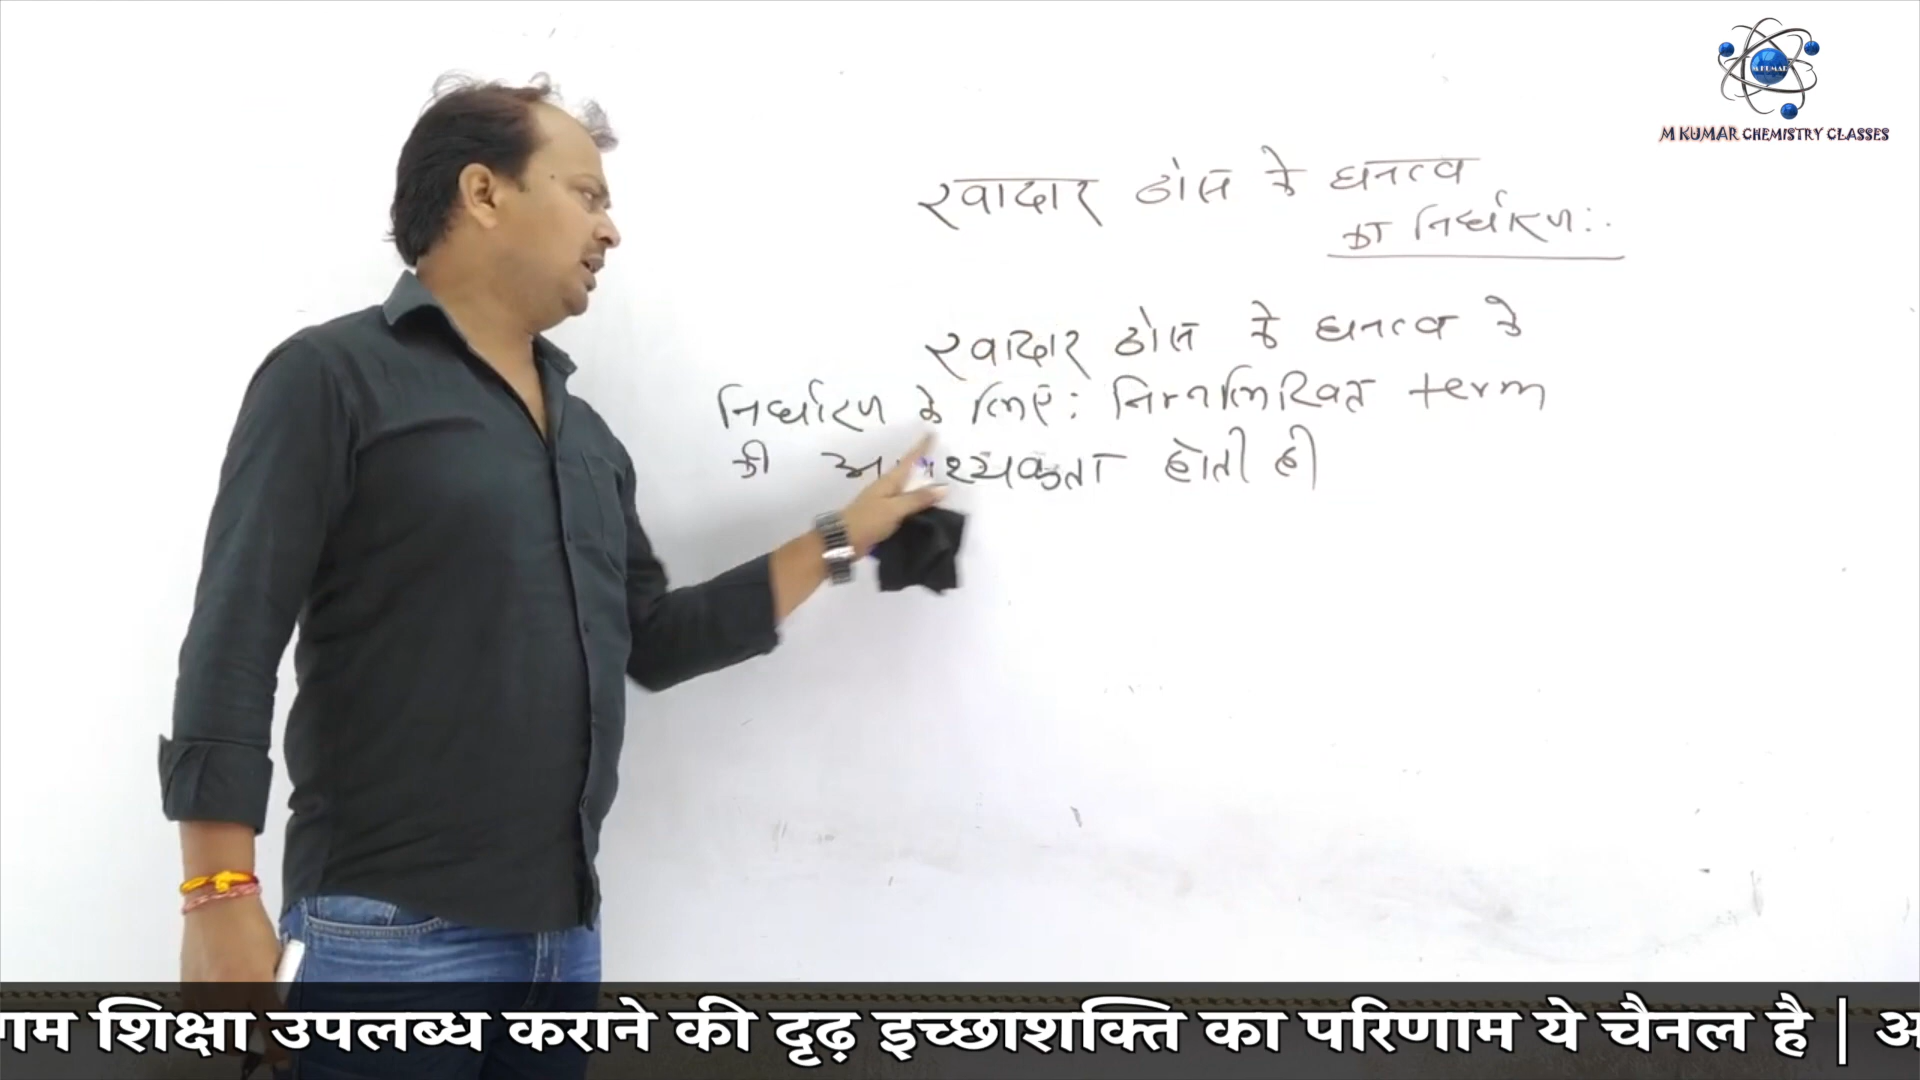 M KUMAR
M KUMAR CHEMISTRY CLASSES
रवादार ठोस के घनत्व
का निर्धारण :.
रवादार ठोस के घनत्व के
निर्धारण के लिए : निम्नलिखित term
की आवश्यकता होती है
गम शिक्षा उपलब्ध कराने की दृढ़ इच्छाशक्ति का परिणाम ये चैनल है | अ